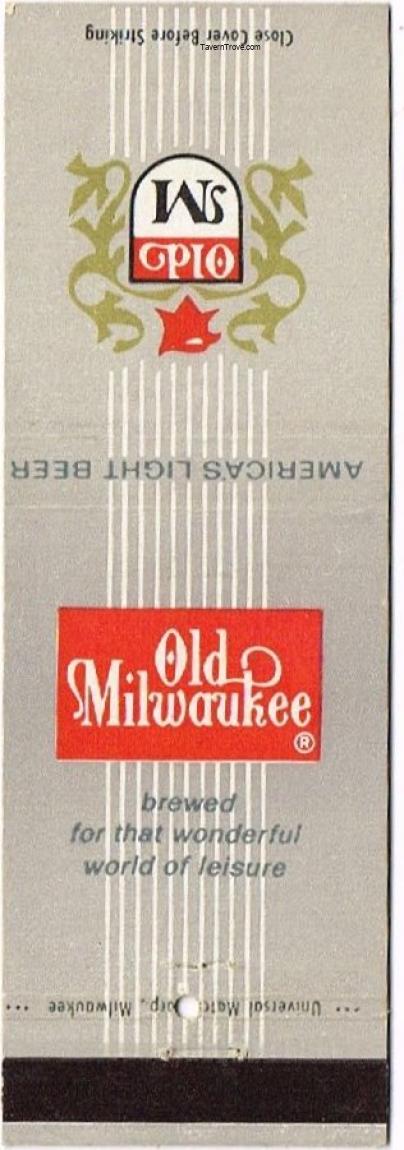 Close Cover Before Striking
TavernTrove.com
Old
M
AMERICA'S LIGHT BEER
Old
Milwaukee
®
brewed
for that wonderful
world of leisure
••• Universal Match Corp., Milwaukee •••